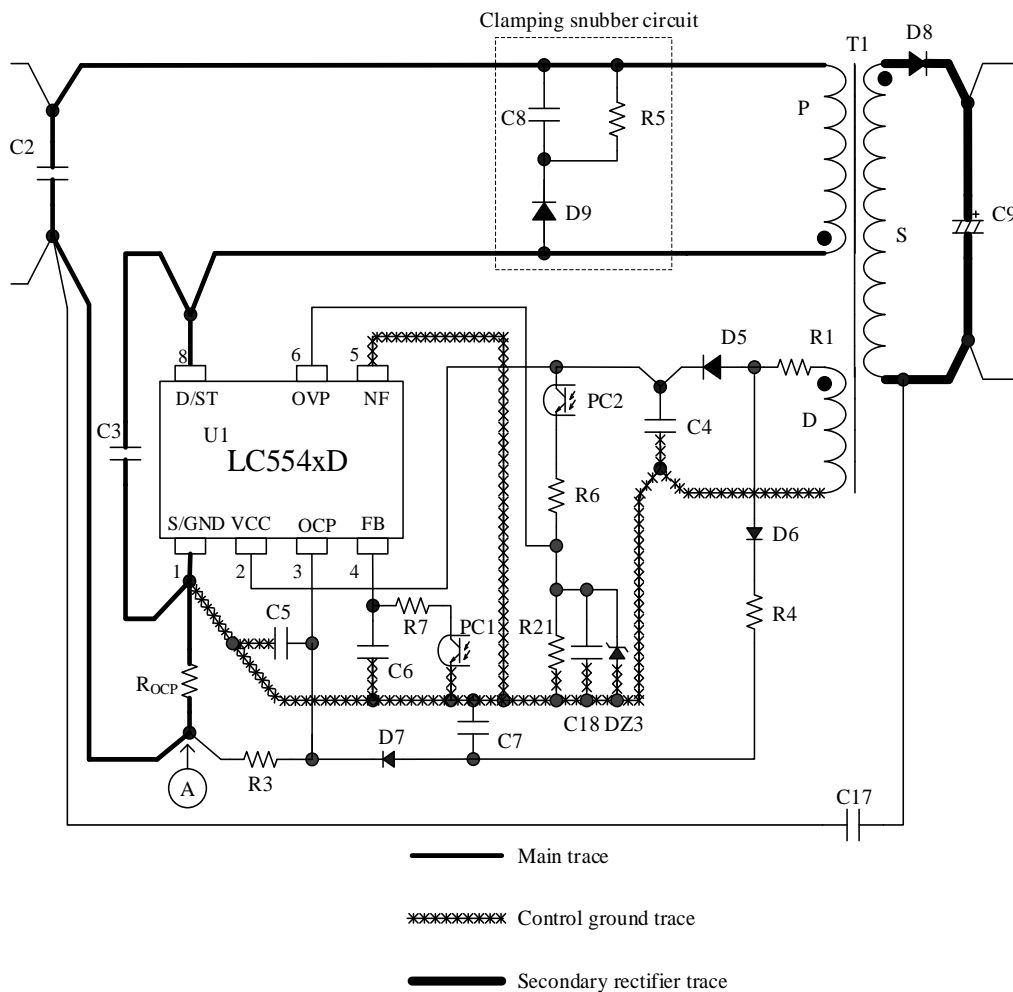 Clamping snubber circuit
D8
T1
C8
R5
P
C2
D9
S
+
C9
8
6
5
D5
R1
D/ST
OVP
NF
PC2
C4
D
U1
C3
LC554xD
R6
S/GND
VCC
OCP
FB
D6
1
2
3
4
C5
R7
PC1
R21
R4
C6
ROCP
C18
DZ3
D7
C7
R3
A
C17
Main trace
Control ground trace
Secondary rectifier trace